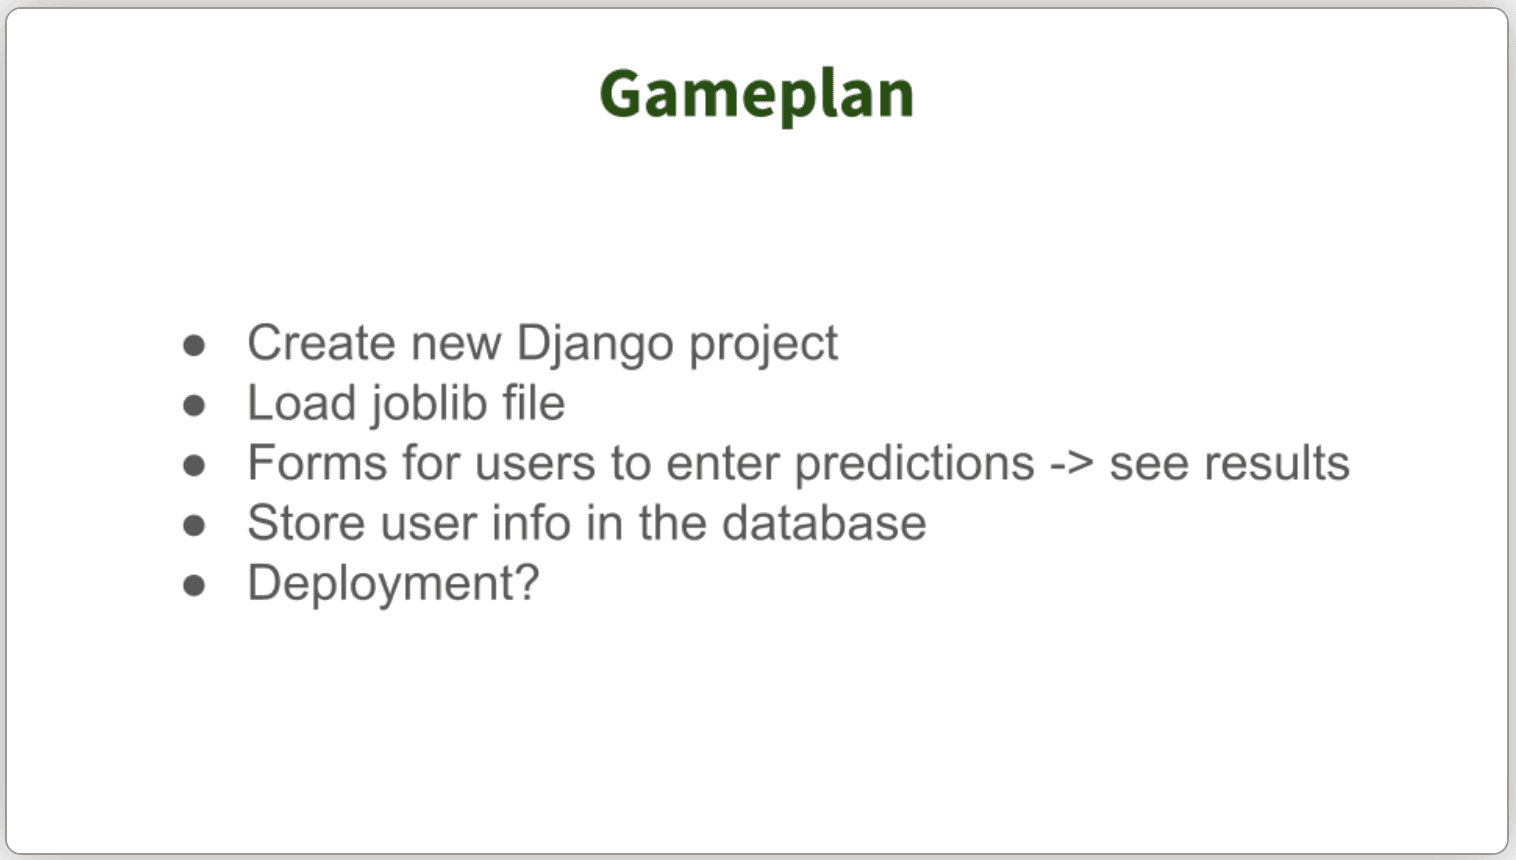 Gameplan
● Create new Django project
● Load joblib file
● Forms for users to enter predictions -> see results
● Store user info in the database
● Deployment?